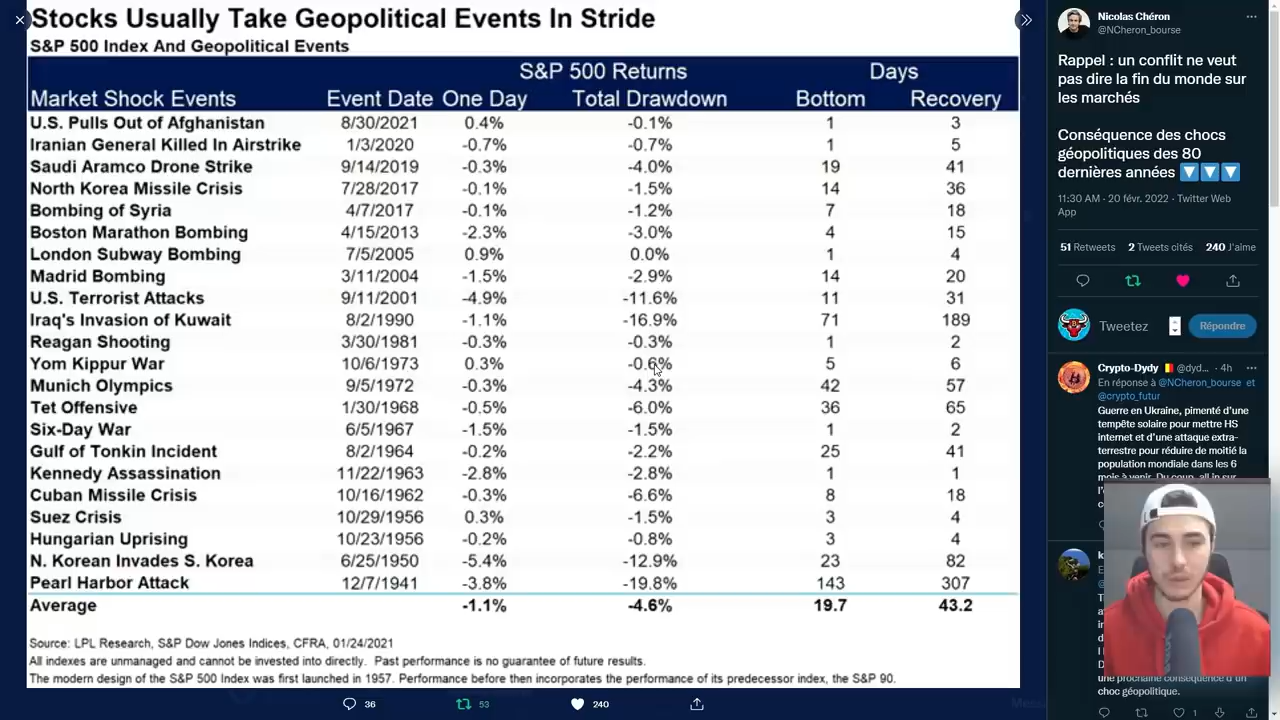 Stocks Usually Take Geopolitical Events In Stride
S&P 500 Index And Geopolitical Events
S&P 500 Returns Days
Market Shock Events Event Date One Day Total Drawdown Bottom Recovery
U.S. Pulls Out of Afghanistan 8/30/2021 0.4% -0.1% 1 3
Iranian General Killed In Airstrike 1/3/2020 -0.7% -0.7% 1 5
Saudi Aramco Drone Strike 9/14/2019 -0.3% -4.0% 19 41
North Korea Missile Crisis 7/28/2017 -0.1% -1.5% 14 36
Bombing of Syria 4/7/2017 -0.1% -1.2% 7 18
Boston Marathon Bombing 4/15/2013 -2.3% -3.0% 4 15
London Subway Bombing 7/5/2005 0.9% 0.0% 1 4
Madrid Bombing 3/11/2004 -1.5% -2.9% 14 20
U.S. Terrorist Attacks 9/11/2001 -4.9% -11.6% 11 31
Iraq's Invasion of Kuwait 8/2/1990 -1.1% -16.9% 71 189
Reagan Shooting 3/30/1981 -0.3% -0.3% 1 2
Yom Kippur War 10/6/1973 0.3% -0.6% 5 6
Munich Olympics 9/5/1972 -0.3% -4.3% 42 57
Tet Offensive 1/30/1968 -0.5% -6.0% 36 65
Six-Day War 6/5/1967 -1.5% -1.5% 1 2
Gulf of Tonkin Incident 8/2/1964 -0.2% -2.2% 25 41
Kennedy Assassination 11/22/1963 -2.8% -2.8% 1 1
Cuban Missile Crisis 10/16/1962 -0.3% -6.6% 8 18
Suez Crisis 10/29/1956 0.3% -1.5% 3 4
Hungarian Uprising 10/23/1956 -0.2% -0.8% 3 4
N. Korean Invades S. Korea 6/25/1950 -5.4% -12.9% 23 82
Pearl Harbor Attack 12/7/1941 -3.8% -19.8% 143 307
Average -1.1% -4.6% 19.7 43.2
Source: LPL Research, S&P Dow Jones Indices, CFRA, 01/24/2021
All indexes are unmanaged and cannot be invested into directly. Past performance is no guarantee of future results.
The modern design of the S&P 500 Index was first launched in 1957. Performance before then incorporates the performance of its predecessor index, the S&P 90.
36 53 240
Nicolas Chéron
@NCheron_bourse
Rappel : un conflit ne veut
pas dire la fin du monde sur
les marchés
Conséquence des chocs
géopolitiques des 80
dernières années
11:30 AM · 20 févr. 2022 · Twitter Web
App
51 Retweets 2 Tweets cités 240 J'aime
Tweetez Répondre
Crypto-Dydy @dyd... · 4h
En réponse à @NCheron_bourse et
@crypto_futur
Guerre en Ukraine, pimenté d'une
tempête solaire pour mettre HS
internet et d'une attaque extra-
terrestre pour réduire de moitié la
population mondiale dans les 6
mois à venir. Du coup, all in sur
une prochaine conséquence d'un
choc géopolitique.
1